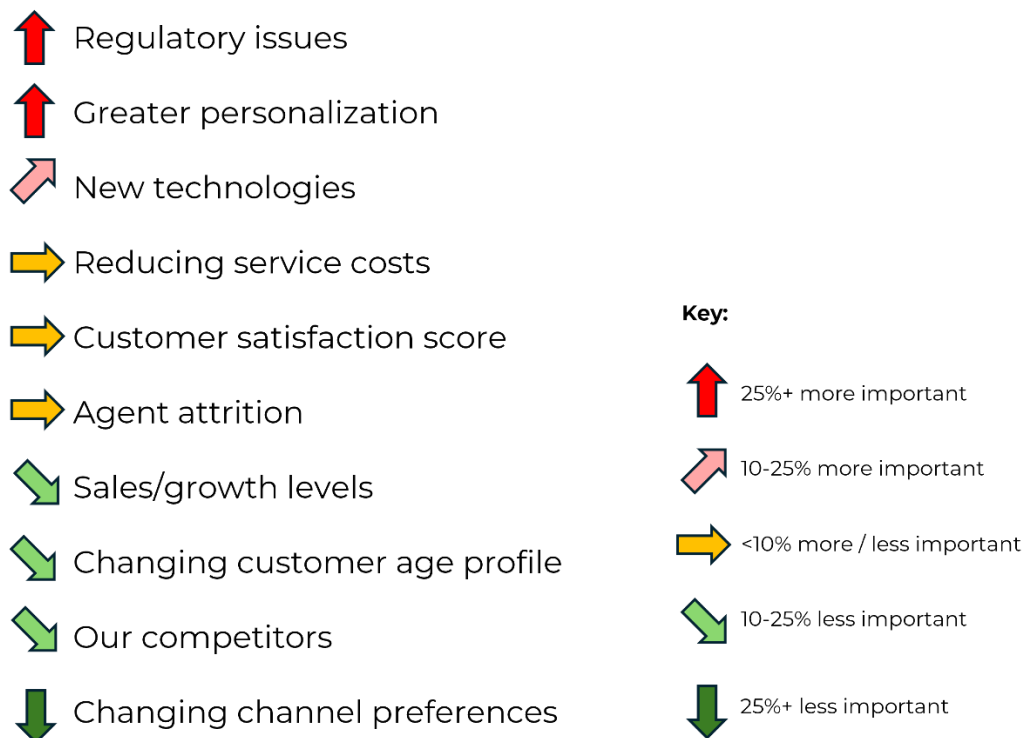 Regulatory issues
Greater personalization
New technologies
Reducing service costs
Customer satisfaction score
Agent attrition
Sales/growth levels
Changing customer age profile
Our competitors
Changing channel preferences
Key:
25%+ more important
10-25% more important
<10% more / less important
10-25% less important
25%+ less important